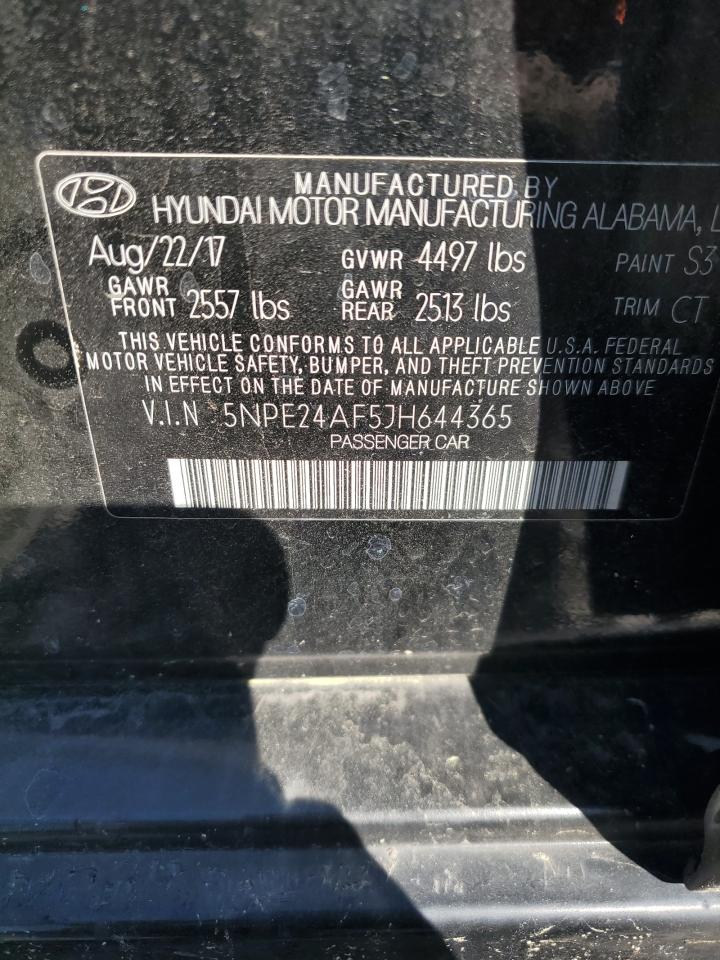 MANUFACTURED BY
HYUNDAI MOTOR MANUFACTURING ALABAMA,
Aug/22/17 GVWR 4497 lbs PAINT S3
GAWR FRONT 2557 lbs GAWR REAR 2513 lbs TRIM CT
THIS VEHICLE CONFORMS TO ALL APPLICABLE U.S.A. FEDERAL
MOTOR VEHICLE SAFETY, BUMPER, AND THEFT PREVENTION STANDARDS
IN EFFECT ON THE DATE OF MANUFACTURE SHOWN ABOVE
V.I.N 5NPE24AF5JH644365
PASSENGER CAR